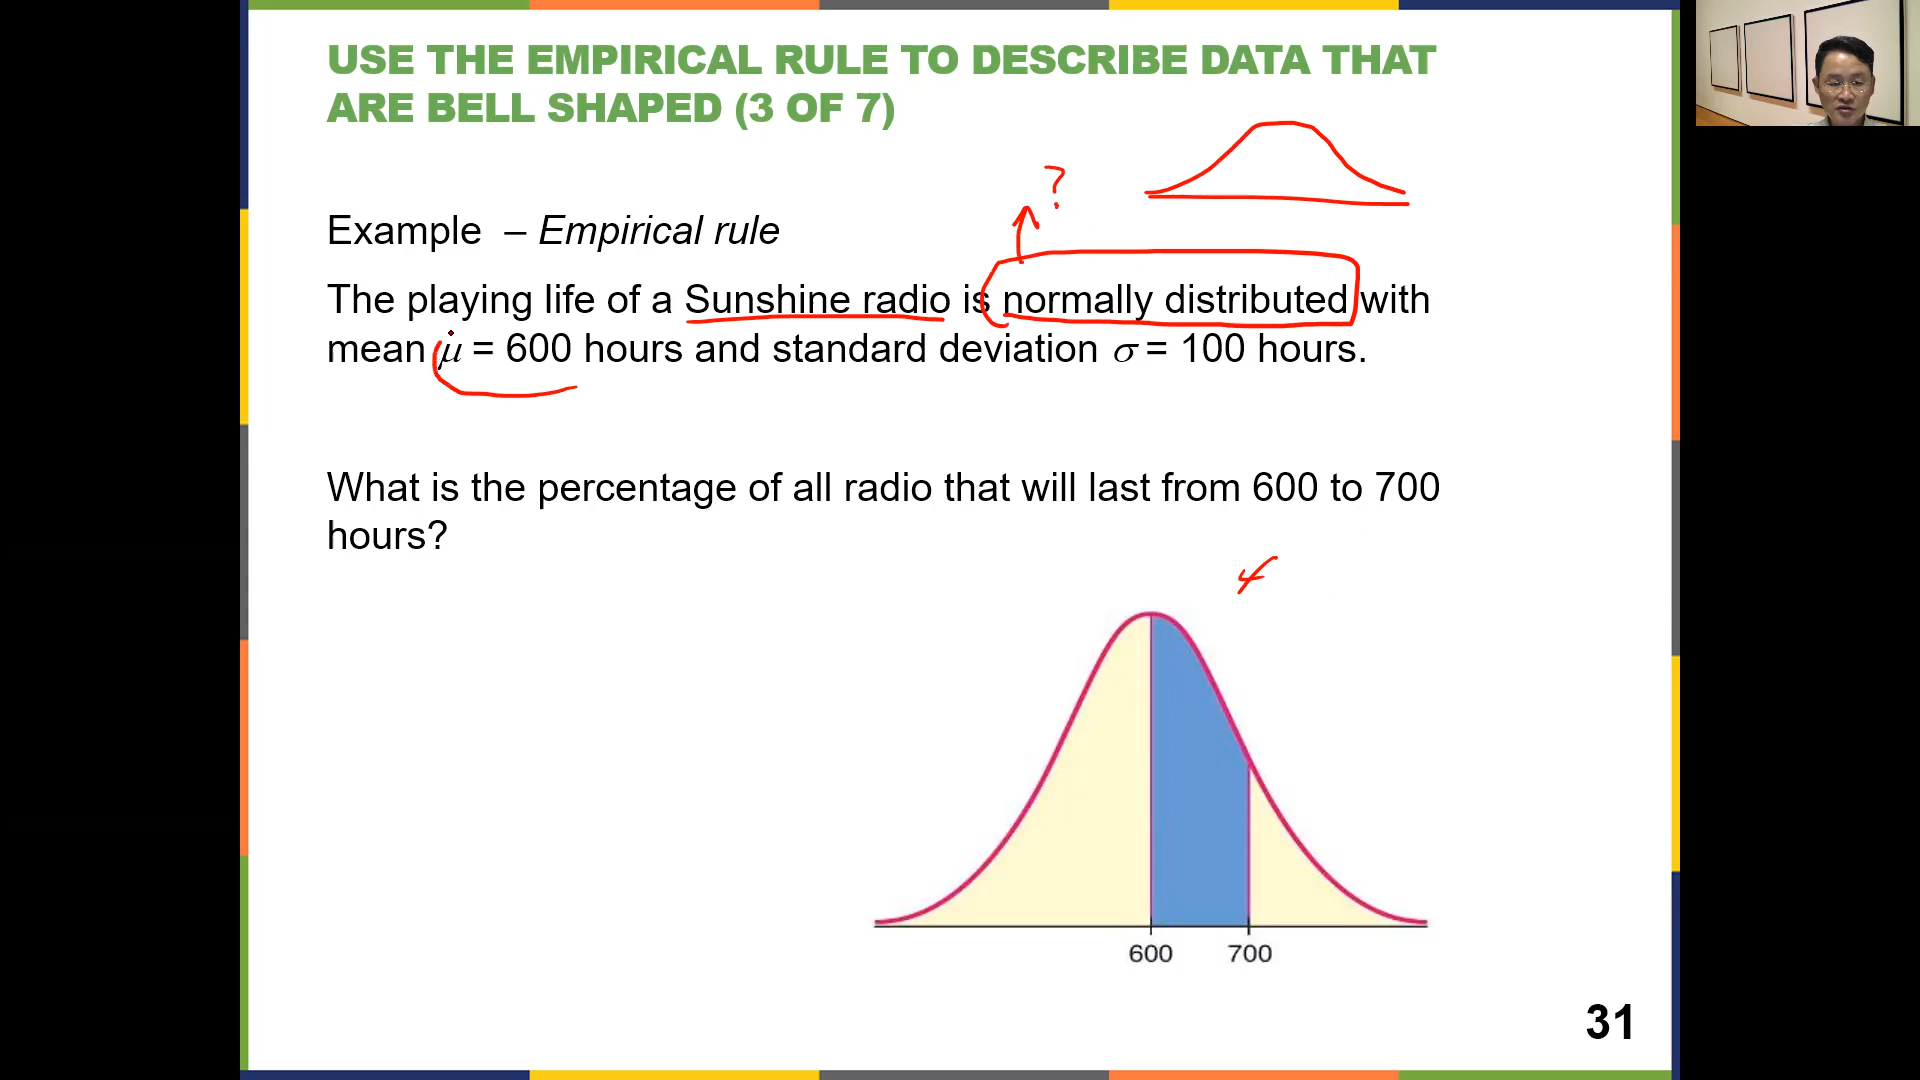 USE THE EMPIRICAL RULE TO DESCRIBE DATA THAT
ARE BELL SHAPED (3 OF 7)
?
Example – Empirical rule
The playing life of a Sunshine radio is normally distributed with
mean μ = 600 hours and standard deviation σ = 100 hours.
What is the percentage of all radio that will last from 600 to 700
hours?
600 700
31